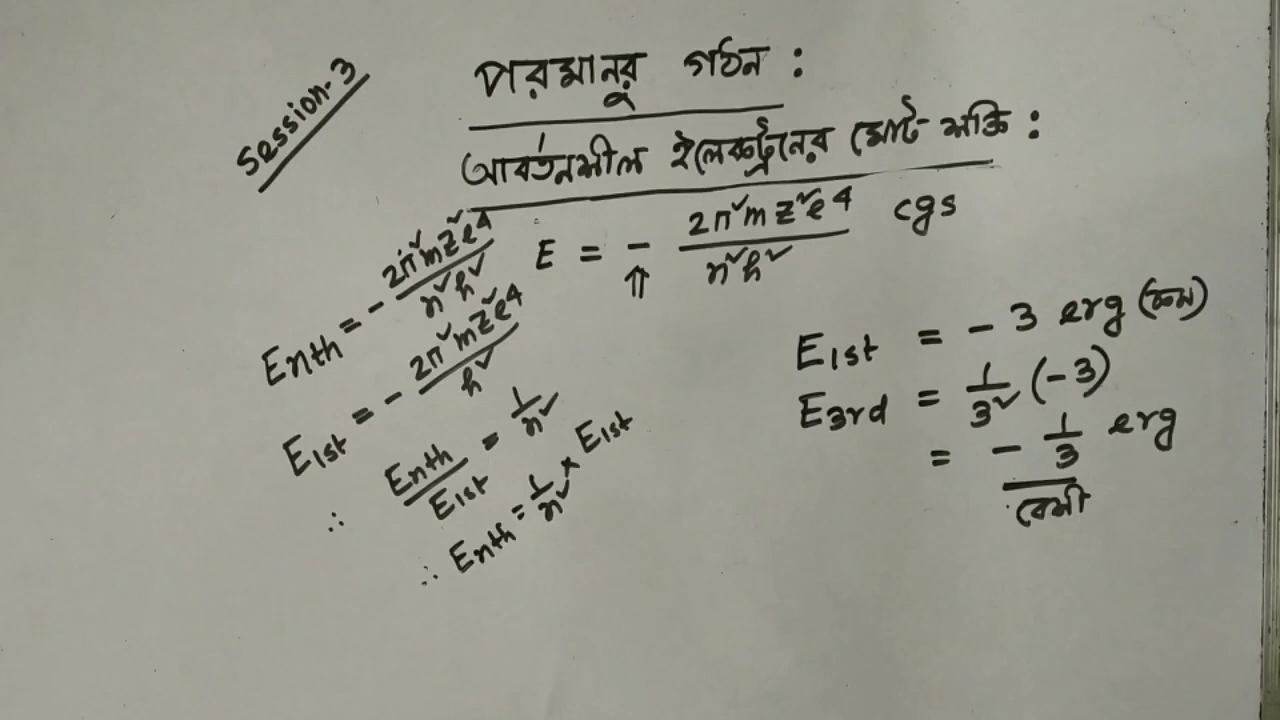 Session-3
পরমানুর গঠন :
আবর্তনশীল ইলেকট্রনের মোট শক্তি :
E = - 2π²mz²e⁴ / n²h² cgs
⇑
Enth = - 2π²mz²e⁴ / n²h²
E1st = - 2π²mz²e⁴ / h²
∴ Enth / E1st = 1/n²
∴ Enth = 1/n² × E1st
E1st = - 3 erg (কম)
E3rd = 1/3² (-3)
= - 1/3 erg
বেশী